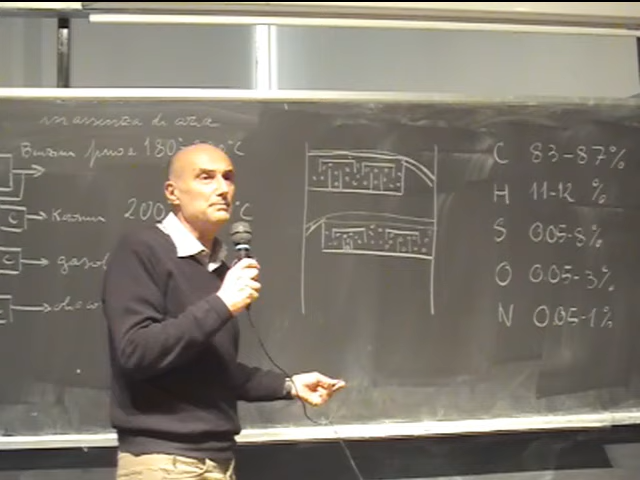 in assenza di aria
Benzina fino a 180
C → Kerosene 200 °C
C → gasol
C
C 83-87%
H 11-12 %
S 0.05-8%
O 0.05-3%
N 0.05-1%